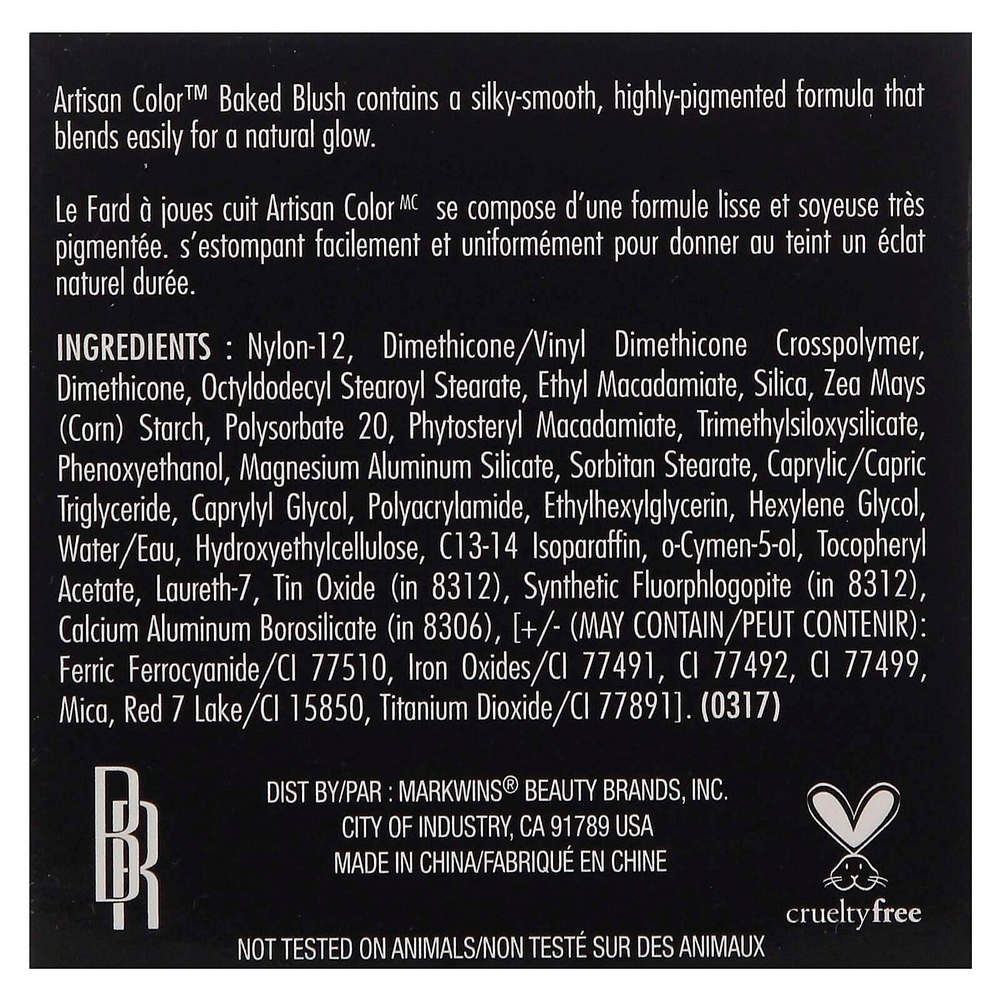 Artisan Color™ Baked Blush contains a silky-smooth, highly-pigmented formula that
blends easily for a natural glow.
Le Fard à joues cuit Artisan Color MC se compose d'une formule lisse et soyeuse très
pigmentée. s'estompant facilement et uniformément pour donner au teint un éclat
naturel durée.
INGREDIENTS : Nylon-12, Dimethicone/Vinyl Dimethicone Crosspolymer,
Dimethicone, Octyldodecyl Stearoyl Stearate, Ethyl Macadamiate, Silica, Zea Mays
(Corn) Starch, Polysorbate 20, Phytosteryl Macadamiate, Trimethylsiloxysilicate,
Phenoxyethanol, Magnesium Aluminum Silicate, Sorbitan Stearate, Caprylic/Capric
Triglyceride, Caprylyl Glycol, Polyacrylamide, Ethylhexylglycerin, Hexylene Glycol,
Water/Eau, Hydroxyethylcellulose, C13-14 Isoparaffin, o-Cymen-5-ol, Tocopheryl
Acetate, Laureth-7, Tin Oxide (in 8312), Synthetic Fluorphlogopite (in 8312),
Calcium Aluminum Borosilicate (in 8306), [+/- (MAY CONTAIN/PEUT CONTENIR):
Ferric Ferrocyanide/CI 77510, Iron Oxides/CI 77491, CI 77492, CI 77499,
Mica, Red 7 Lake/CI 15850, Titanium Dioxide/CI 77891]. (0317)
BR
DIST BY/PAR : MARKWINS® BEAUTY BRANDS, INC.
CITY OF INDUSTRY, CA 91789 USA
MADE IN CHINA/FABRIQUÉ EN CHINE
crueltyfree
NOT TESTED ON ANIMALS/NON TESTÉ SUR DES ANIMAUX